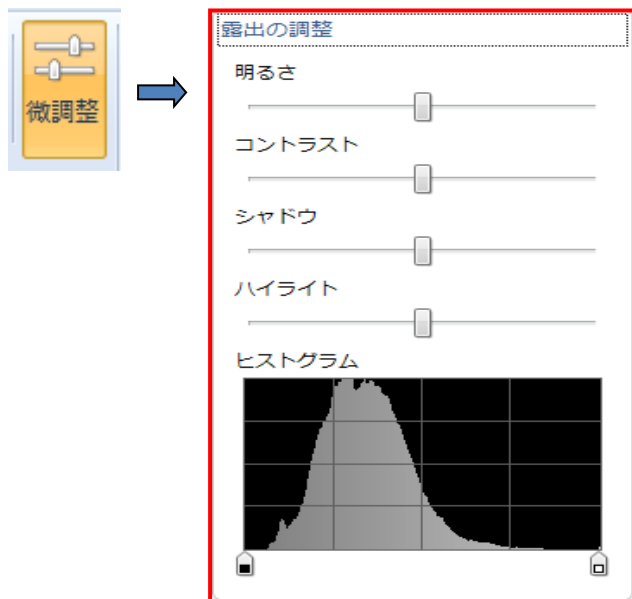 微調整
露出の調整
明るさ
コントラスト
シャドウ
ハイライト
ヒストグラム